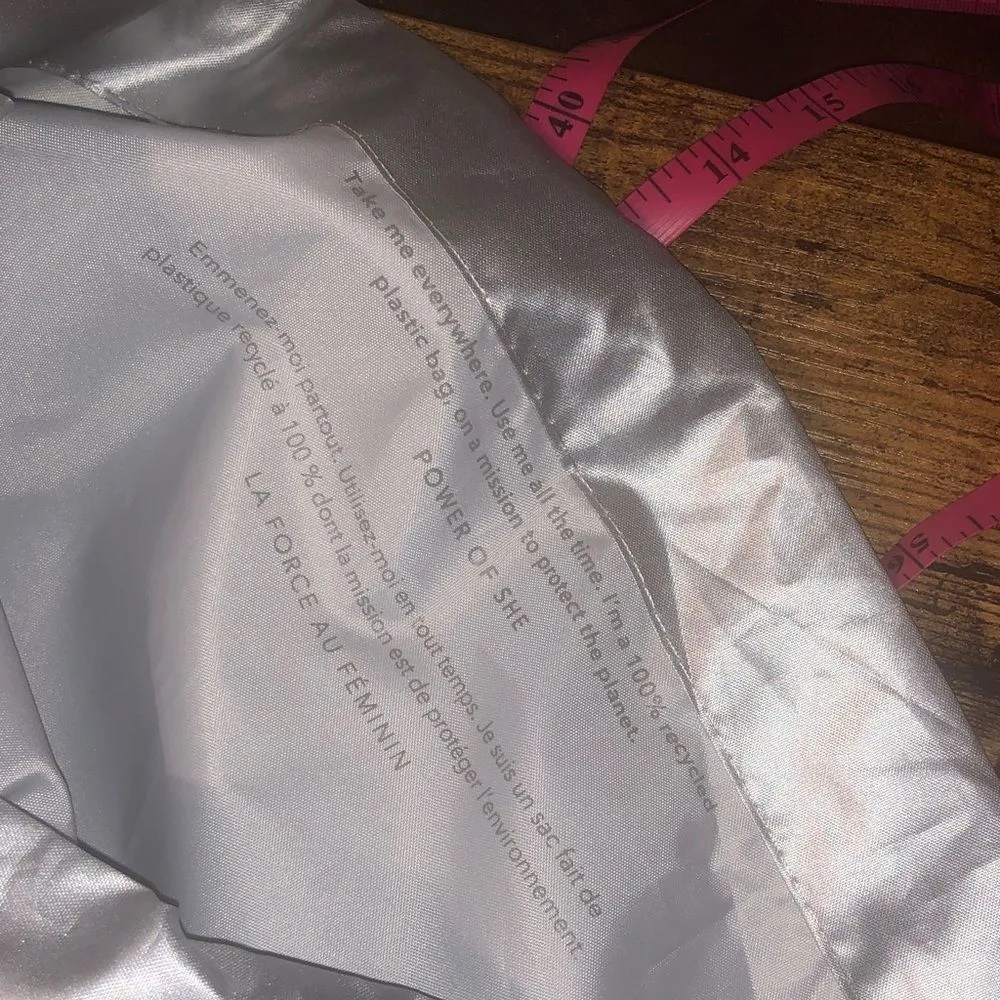 Take me everywhere. Use me all the time. I'm a 100% recycled
plastic bag, on a mission to protect the planet.
POWER OF SHE
Emmenez-moi partout. Utilisez-moi en tout temps. Je suis un sac fait de
plastique recyclé à 100 % dont la mission est de protéger l'environnement.
LA FORCE AU FÉMININ
40
14
15